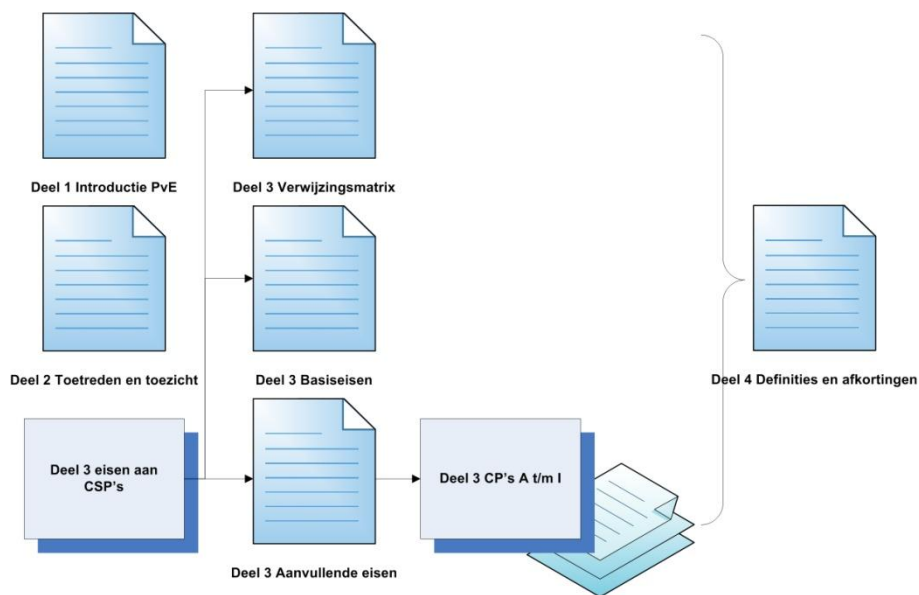 Deel 1 Introductie PvE
Deel 3 Verwijzingsmatrix
Deel 2 Toetreden en toezicht
Deel 3 Basiseisen
Deel 4 Definities en afkortingen
Deel 3 eisen aan
CSP's
Deel 3 CP's A t/m I
Deel 3 Aanvullende eisen